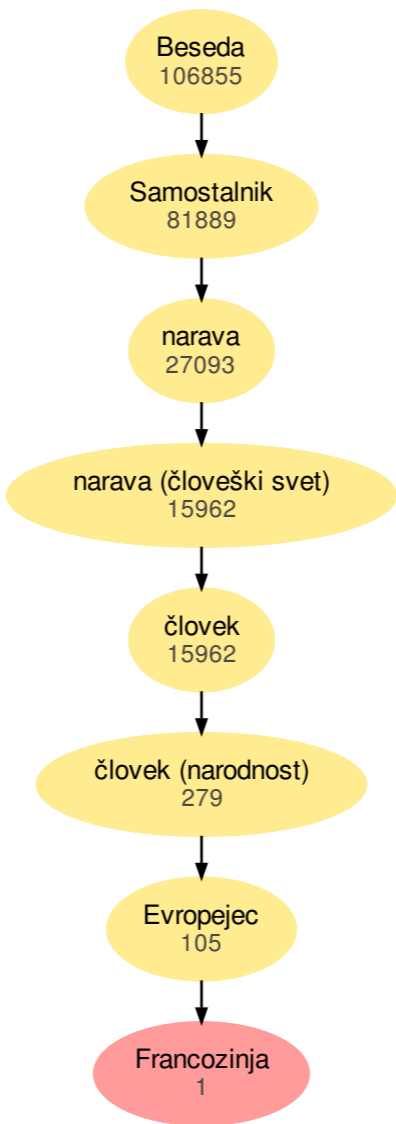 Beseda
106855
Samostalnik
81889
narava
27093
narava (človeški svet)
15962
človek
15962
človek (narodnost)
279
Evropejec
105
Francozinja
1